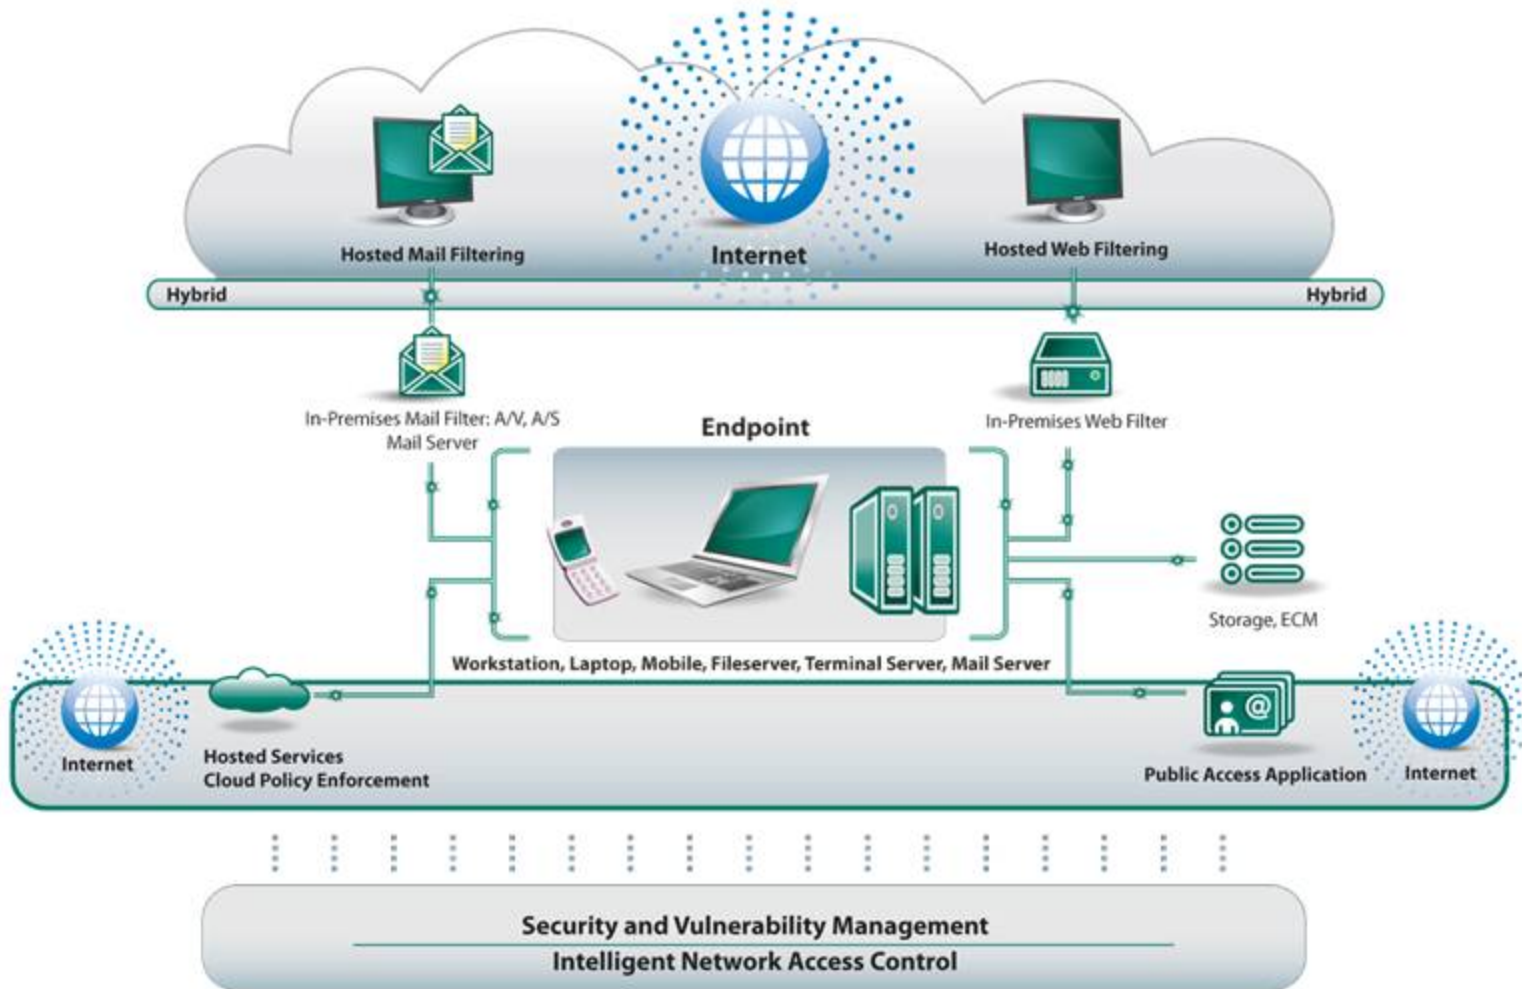 Hosted Mail Filtering
Internet
Hosted Web Filtering
Hybrid
Hybrid
In-Premises Mail Filter: A/V, A/S
Mail Server
Endpoint
In-Premises Web Filter
Storage, ECM
Workstation, Laptop, Mobile, Fileserver, Terminal Server, Mail Server
Internet
Hosted Services
Cloud Policy Enforcement
Public Access Application
Internet
Security and Vulnerability Management
Intelligent Network Access Control